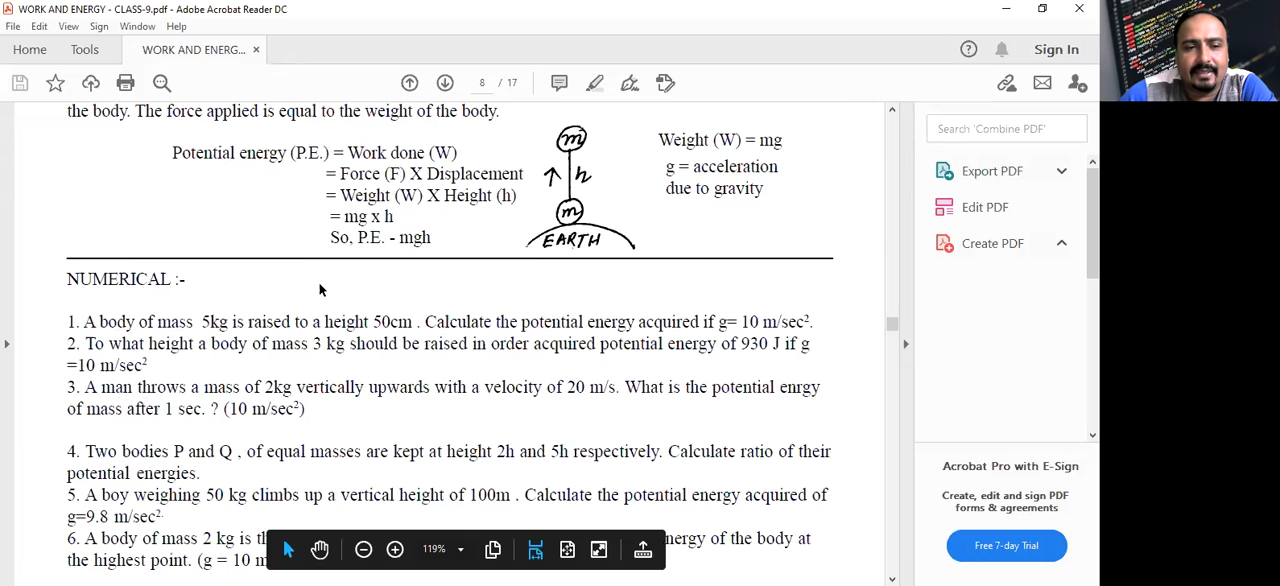 WORK AND ENERGY - CLASS-9.pdf - Adobe Acrobat Reader DC
File Edit View Sign Window Help
Home Tools WORK AND ENERG... × Sign In
8 / 17
the body. The force applied is equal to the weight of the body.
Potential energy (P.E.) = Work done (W)
= Force (F) X Displacement
= Weight (W) X Height (h)
= mg x h
So, P.E. - mgh
m
h
m
EARTH
Weight (W) = mg
g = acceleration
due to gravity
NUMERICAL :-
1. A body of mass 5kg is raised to a height 50cm . Calculate the potential energy acquired if g= 10 m/sec².
2. To what height a body of mass 3 kg should be raised in order acquired potential energy of 930 J if g
=10 m/sec²
3. A man throws a mass of 2kg vertically upwards with a velocity of 20 m/s. What is the potential enrgy
of mass after 1 sec. ? (10 m/sec²)
4. Two bodies P and Q , of equal masses are kept at height 2h and 5h respectively. Calculate ratio of their
potential energies.
5. A boy weighing 50 kg climbs up a vertical height of 100m . Calculate the potential energy acquired of
g=9.8 m/sec².
6. A body of mass 2 kg is th nergy of the body at
the highest point. (g = 10 m
119%
Search 'Combine PDF'
Export PDF
Edit PDF
Create PDF
Acrobat Pro with E-Sign
Create, edit and sign PDF
forms & agreements
Free 7-day Trial